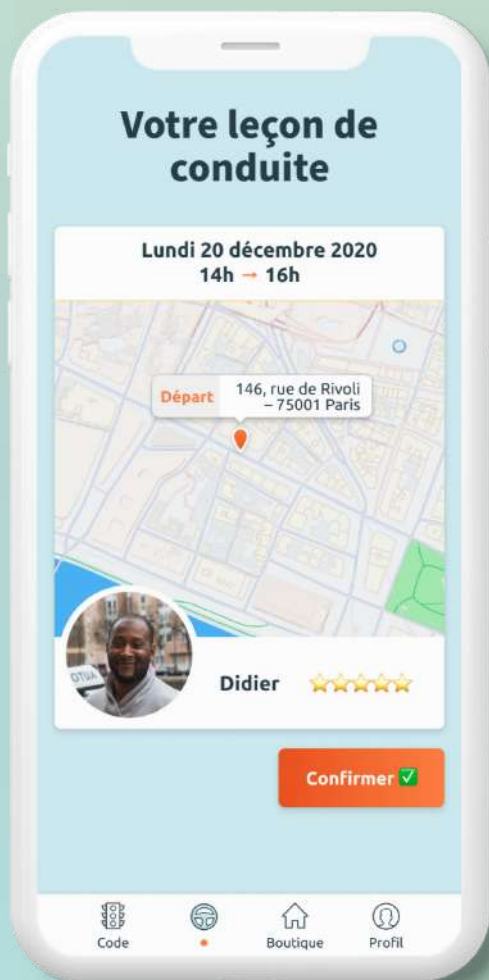 Votre leçon de
conduite
Lundi 20 décembre 2020
14h → 16h
Départ
146, rue de Rivoli
– 75001 Paris
OTUA
Didier
Confirmer ✅
Code
Boutique
Profil